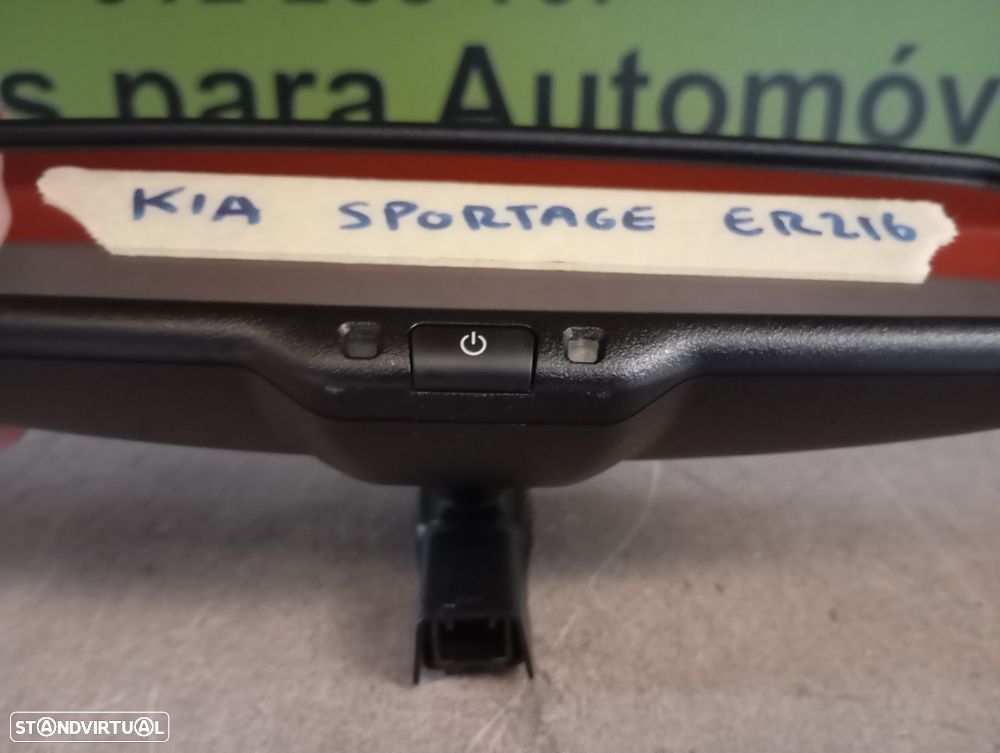 s para Automóv
KIA SPORTAGE ER216
STANDVIRTUAL